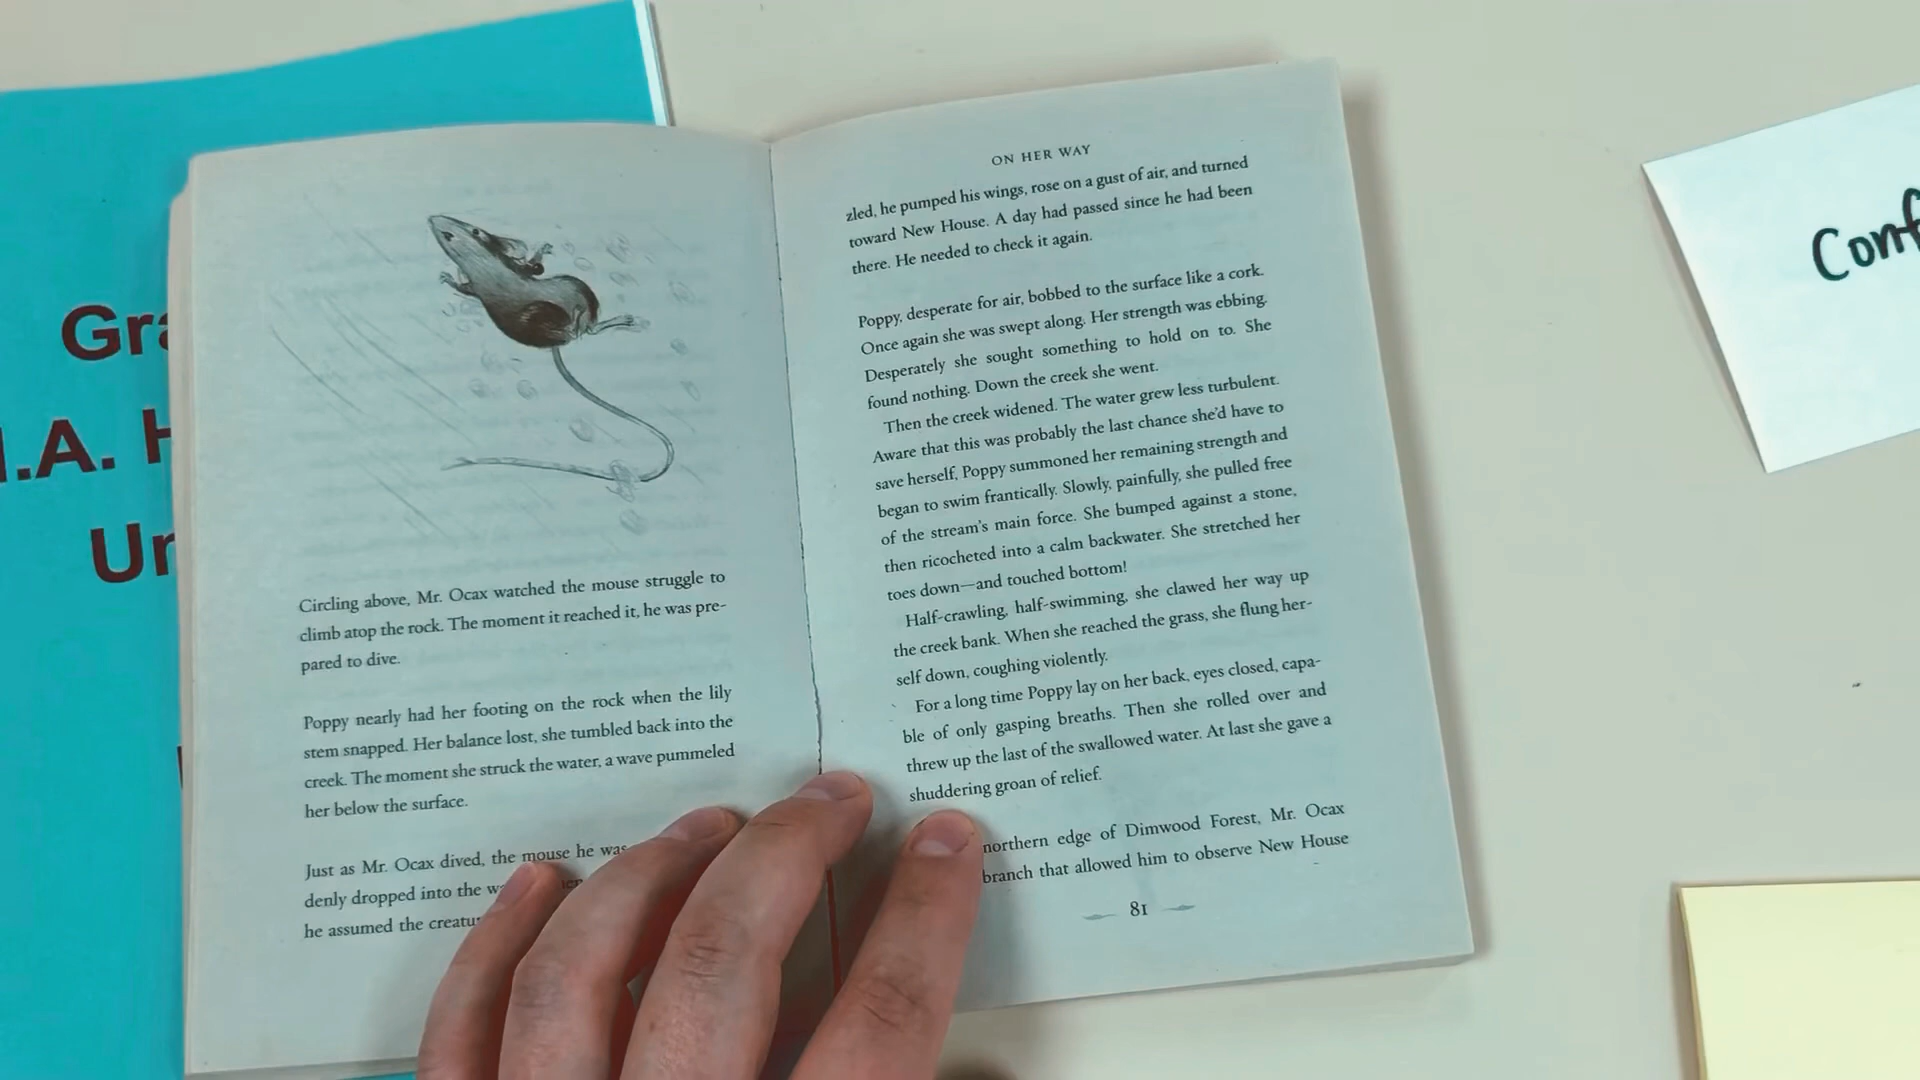 Gra
.A. H
Un
Circling above, Mr. Ocax watched the mouse struggle to
climb atop the rock. The moment it reached it, he was pre-
pared to dive.
Poppy nearly had her footing on the rock when the lily
stem snapped. Her balance lost, she tumbled back into the
creek. The moment she struck the water, a wave pummeled
her below the surface.
Just as Mr. Ocax dived, the mouse he was
denly dropped into the
he assumed the
ON HER WAY
zled, he pumped his wings, rose on a gust of air, and turned
toward New House. A day had passed since he had been
there. He needed to check it again.
Poppy, desperate for air, bobbed to the surface like a cork.
Once again she was swept along. Her strength was ebbing.
Desperately she sought something to hold on to. She
found nothing. Down the creek she went.
Then the creek widened. The water grew less turbulent.
Aware that this was probably the last chance she'd have to
save herself, Poppy summoned her remaining strength and
began to swim frantically. Slowly, painfully, she pulled free
of the stream's main force. She bumped against a stone,
then ricocheted into a calm backwater. She stretched her
toes down—and touched bottom!
Half-crawling, half-swimming, she clawed her way up
the creek bank. When she reached the grass, she flung her-
self down, coughing violently.
For a long time Poppy lay on her back, eyes closed, capa-
ble of only gasping breaths. Then she rolled over and
threw up the last of the swallowed water. At last she gave a
shuddering groan of relief.
northern edge of Dimwood Forest, Mr. Ocax
branch that allowed him to observe New House
81
Conf